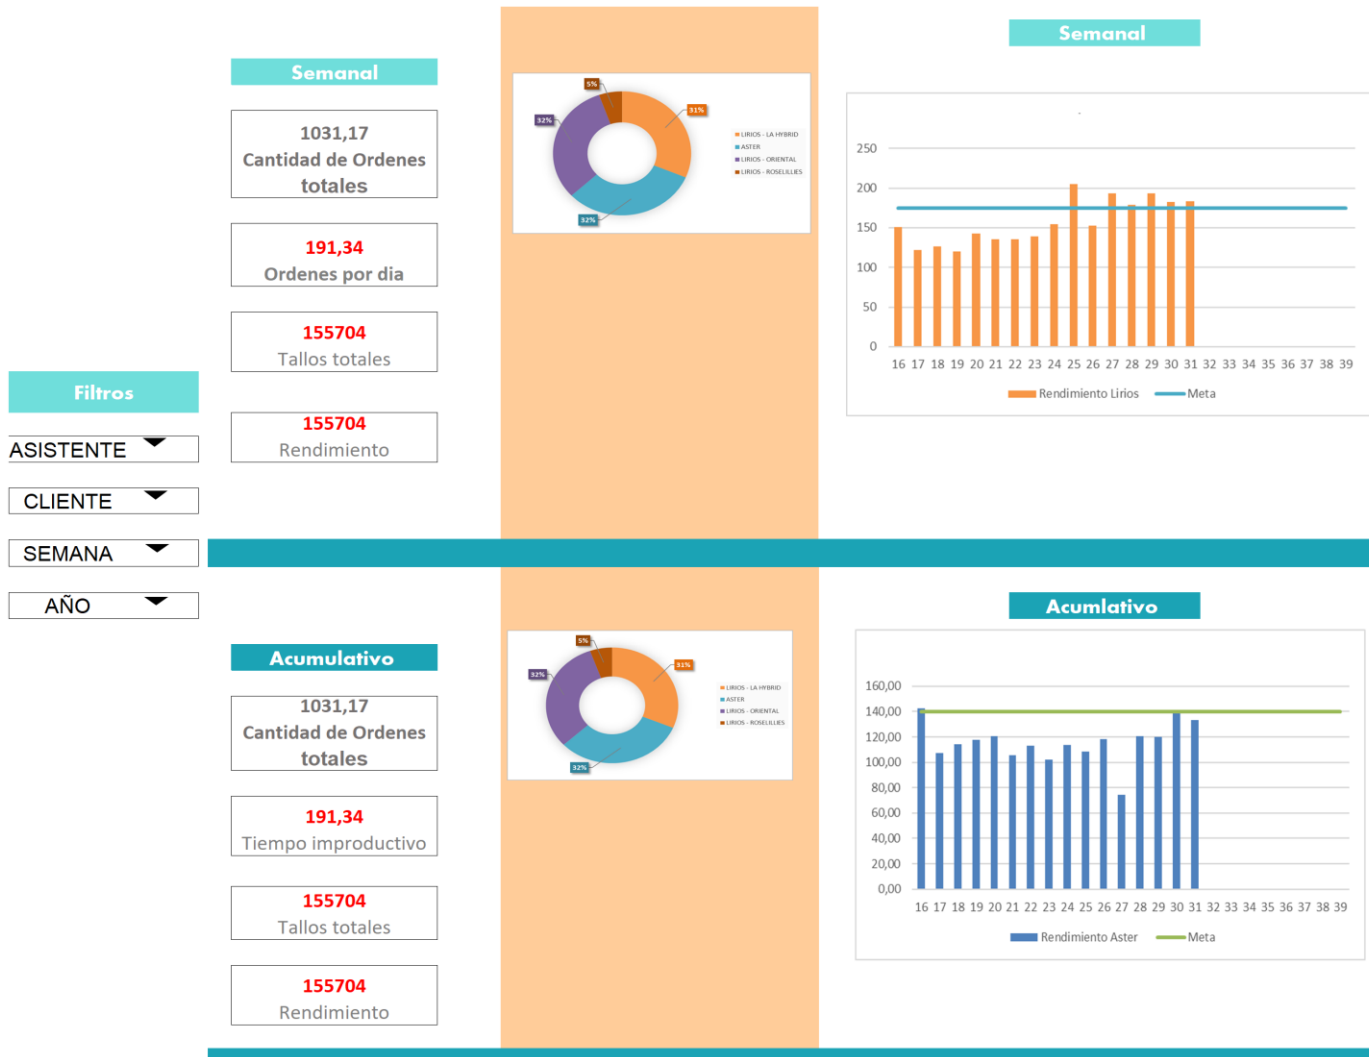 Filtros
ASISTENTE
CLIENTE
SEMANA
AÑO
Semanal
1031,17
Cantidad de Ordenes
totales
191,34
Ordenes por dia
155704
Tallos totales
155704
Rendimiento
5%
31%
32%
32%
LIRIOS - LA HYBRID
ASTER
LIRIOS - ORIENTAL
LIRIOS - ROSELILLIES
Semanal
250
200
150
100
50
0
16 17 18 19 20 21 22 23 24 25 26 27 28 29 30 31 32 33 34 35 36 37 38 39
Rendimiento Lirios Meta
Acumulativo
1031,17
Cantidad de Ordenes
totales
191,34
Tiempo improductivo
155704
Tallos totales
155704
Rendimiento
5%
31%
32%
32%
LIRIOS - LA HYBRID
ASTER
LIRIOS - ORIENTAL
LIRIOS - ROSELILLIES
Acumlativo
160,00
140,00
120,00
100,00
80,00
60,00
40,00
20,00
0,00
16 17 18 19 20 21 22 23 24 25 26 27 28 29 30 31 32 33 34 35 36 37 38 39
Rendimiento Aster Meta